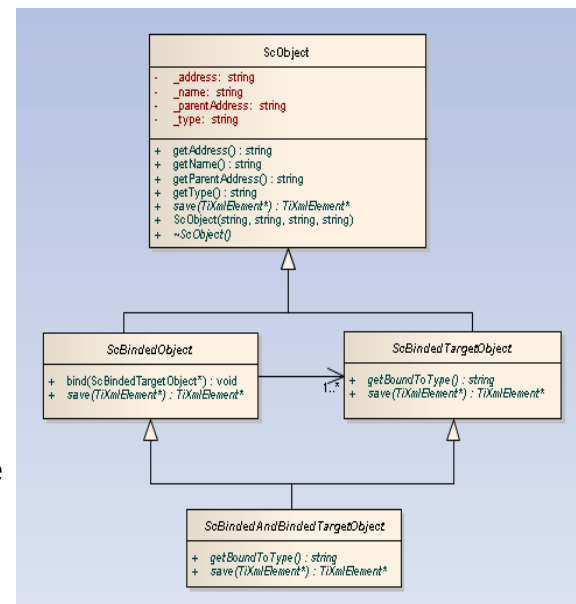 ScObject
- _address: string
- _name: string
- _parentAddress: string
- _type: string
+ getAddress() : string
+ getName() : string
+ getParentAddress() : string
+ getType() : string
+ save(TiXmlElement*) : TiXmlElement*
+ ScObject(string, string, string, string)
+ ~ScObject()
ScBindedObject
+ bind(ScBindedTargetObject*) : void
+ save(TiXmlElement*) : TiXmlElement*
1..*
ScBindedTargetObject
+ getBoundToType() : string
+ save(TiXmlElement*) : TiXmlElement*
e
ScBindedAndBindedTargetObject
+ getBoundToType() : string
+ save(TiXmlElement*) : TiXmlElement*